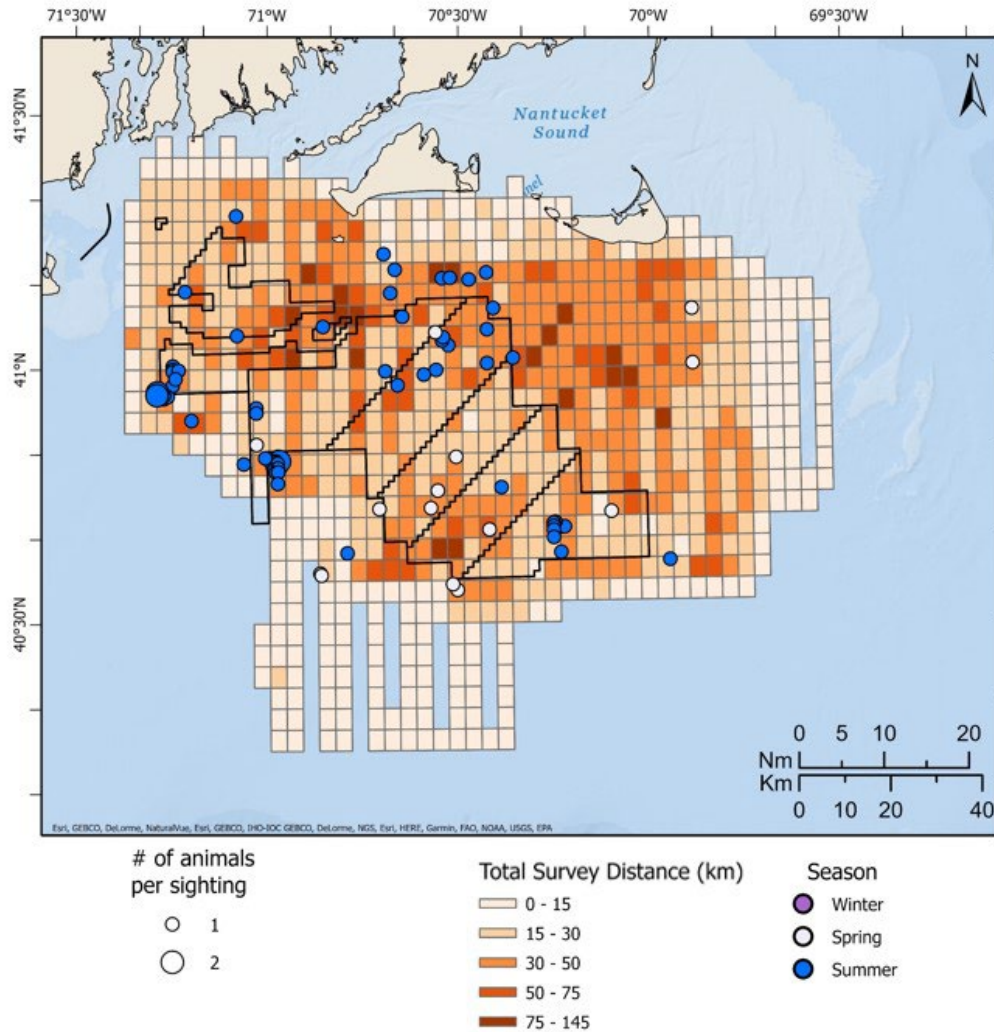 71°30'W 71°W 70°30'W 70°W 69°30'W
N
41°30'N
Nantucket
Sound
nel
41°N
40°30'N
0 5 10 20
Nm
Km
0 10 20 40
Esri, GEBCO, DeLorme, NaturalVue, Esri, GEBCO, IHO-IOC GEBCO, DeLorme, NGS, Esri, HERE, Garmin, FAO, NOAA, USGS, EPA
# of animals
per sighting
1
2
Total Survey Distance (km)
0 - 15
15 - 30
30 - 50
50 - 75
75 - 145
Season
Winter
Spring
Summer